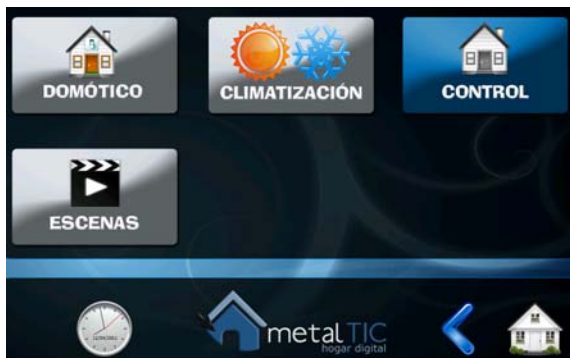 DOMÓTICO
CLIMATIZACIÓN
CONTROL
ESCENAS
metalTIC
hogar digital